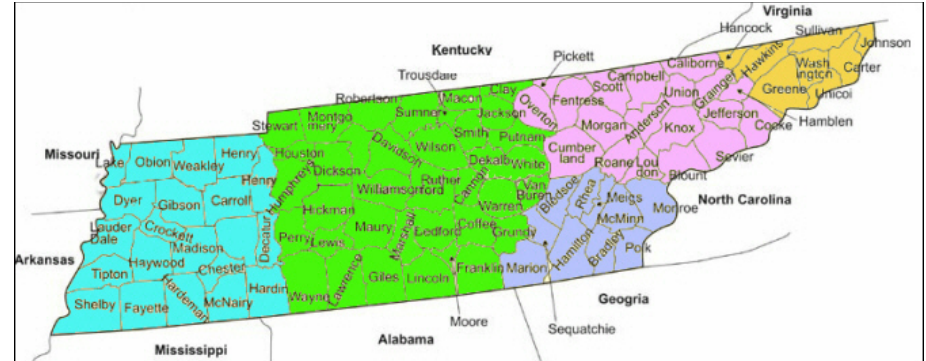 Virginia
Hancock
Sullivan
Johnson
Kentucky
Pickett
Caliborne
Hawkins
Wash
ington
Carter
Trousdale
Campbell
Scott
Union
Grainger
Greene
Unicoi
Robertson
Macon
Clay
Overton
Fentress
Anderson
Jefferson
Hamblen
Stewart
Montgo
mery
Sumner
Jackson
Morgan
Knox
Cocke
Smith
Putnam
Cumber
land
Sevier
Missouri
Lake
Obion
Weakley
Henry
Houston
Davidson
Wilson
Dekalb
White
Roane
Lou
don
Blount
Henry
Humphreys
Dickson
Williamson
Ruther
ford
Cannon
Van
Buren
Bledsoe
Rhea
Meigs
Monroe
North Carolina
Dyer
Gibson
Carroll
Hickman
Warren
McMinn
Lauder
Dale
Crockett
Madison
Decatur
Perry
Lewis
Maury
Marshall
Bedford
Coffee
Grundy
Hamilton
Bradley
Polk
Arkansas
Tipton
Haywood
Chester
Hardin
Wayne
Lawrence
Giles
Lincoln
Franklin
Marion
Shelby
Fayette
Hardeman
McNairy
Geogria
Moore
Sequatchie
Alabama
Mississippi